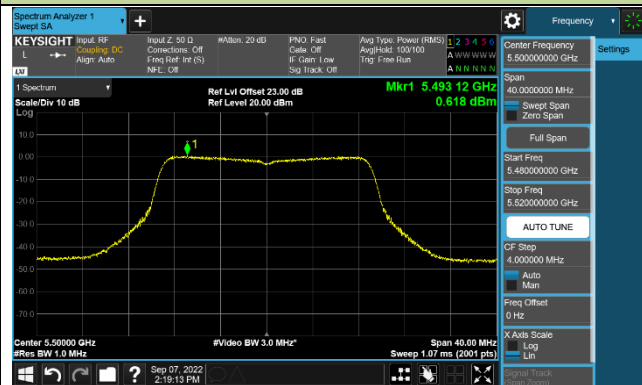 Spectrum Analyzer 1
Swept SA
Frequency
KEYSIGHT
L
LXI
Input: RF
Coupling: DC
Align: Auto
Input Z: 50 Ω
Corrections: Off
Freq Ref: Int (S)
NFE: Off
#Atten: 20 dB
PNO: Fast
Gate: Off
IF Gain: Low
Sig Track: Off
Avg Type: Power (RMS)
Avg|Hold: 100/100
Trig: Free Run
1 2 3 4 5 6
A W W W W W
A N N N N N
1 Spectrum
Scale/Div 10 dB
Log
Ref Lvl Offset 23.00 dB
Ref Level 20.00 dBm
Mkr1 5.493 12 GHz
0.618 dBm
10.0
0.00
-10.0
-20.0
-30.0
-40.0
-50.0
-60.0
-70.0
1
Center 5.50000 GHz
#Res BW 1.0 MHz
#Video BW 3.0 MHz*
Span 40.00 MHz
Sweep 1.07 ms (2001 pts)
?
Sep 07, 2022
2:19:13 PM
Center Frequency
5.500000000 GHz
Span
40.0000000 MHz
Swept Span
Zero Span
Full Span
Start Freq
5.480000000 GHz
Stop Freq
5.520000000 GHz
AUTO TUNE
CF Step
4.000000 MHz
Auto
Man
Freq Offset
0 Hz
X Axis Scale
Log
Lin
Signal Track
(Span Zoom)
Settings